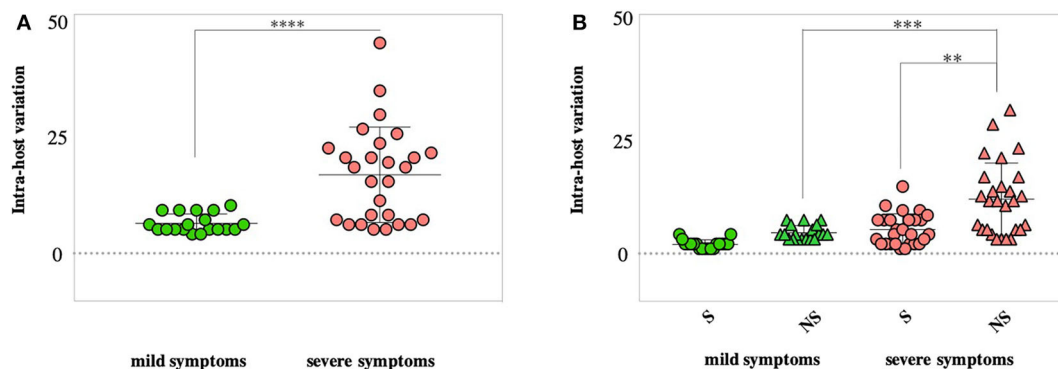 A
50
25
0
Intra-host variation
****
mild symptoms severe symptoms
B
50
25
0
Intra-host variation
***
**
S NS S NS
mild symptoms severe symptoms